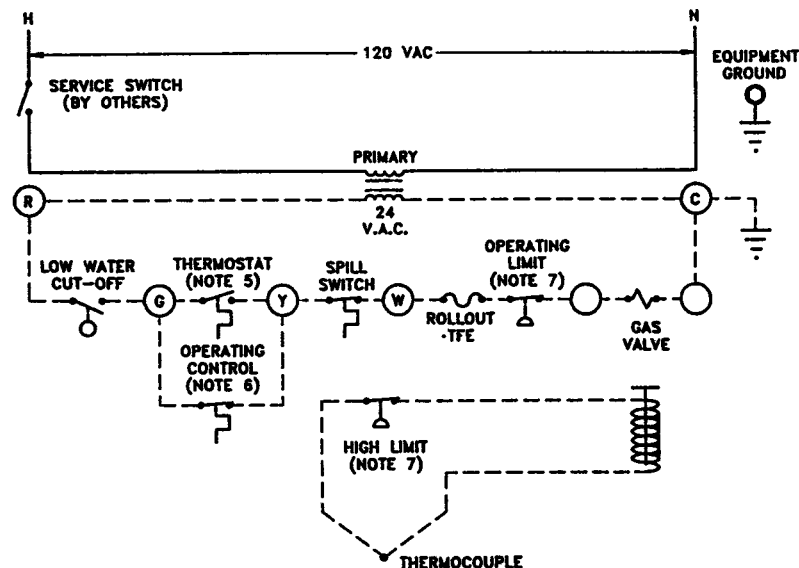 H
N
120 VAC
EQUIPMENT
GROUND
SERVICE SWITCH
(BY OTHERS)
PRIMARY
R
24
V.A.C.
C
LOW WATER
CUT-OFF
THERMOSTAT
(NOTE 5)
SPILL
SWITCH
OPERATING
LIMIT
(NOTE 7)
G
Y
W
ROLLOUT
-TFE
GAS
VALVE
OPERATING
CONTROL
(NOTE 6)
HIGH LIMIT
(NOTE 7)
THERMOCOUPLE